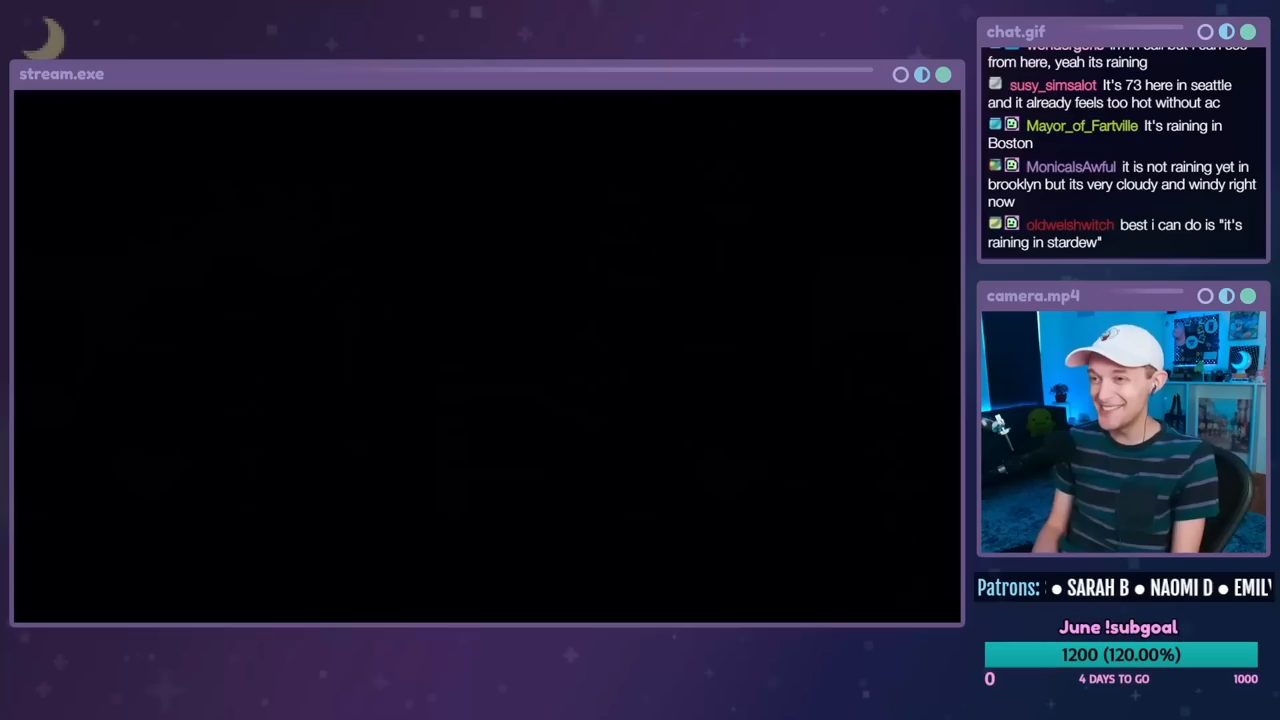 stream.exe
chat.gif
from here, yeah its raining
susy_simsalot It's 73 here in seattle
and it already feels too hot without ac
Mayor_of_Fartville It's raining in
Boston
MonicaIsAwful it is not raining yet in
brooklyn but its very cloudy and windy right
now
oldwelshwitch best i can do is "it's
raining in stardew"
camera.mp4
Patrons: ● SARAH B ● NAOMI D ● EMILY
June !subgoal
1200 (120.00%)
0 4 DAYS TO GO 1000